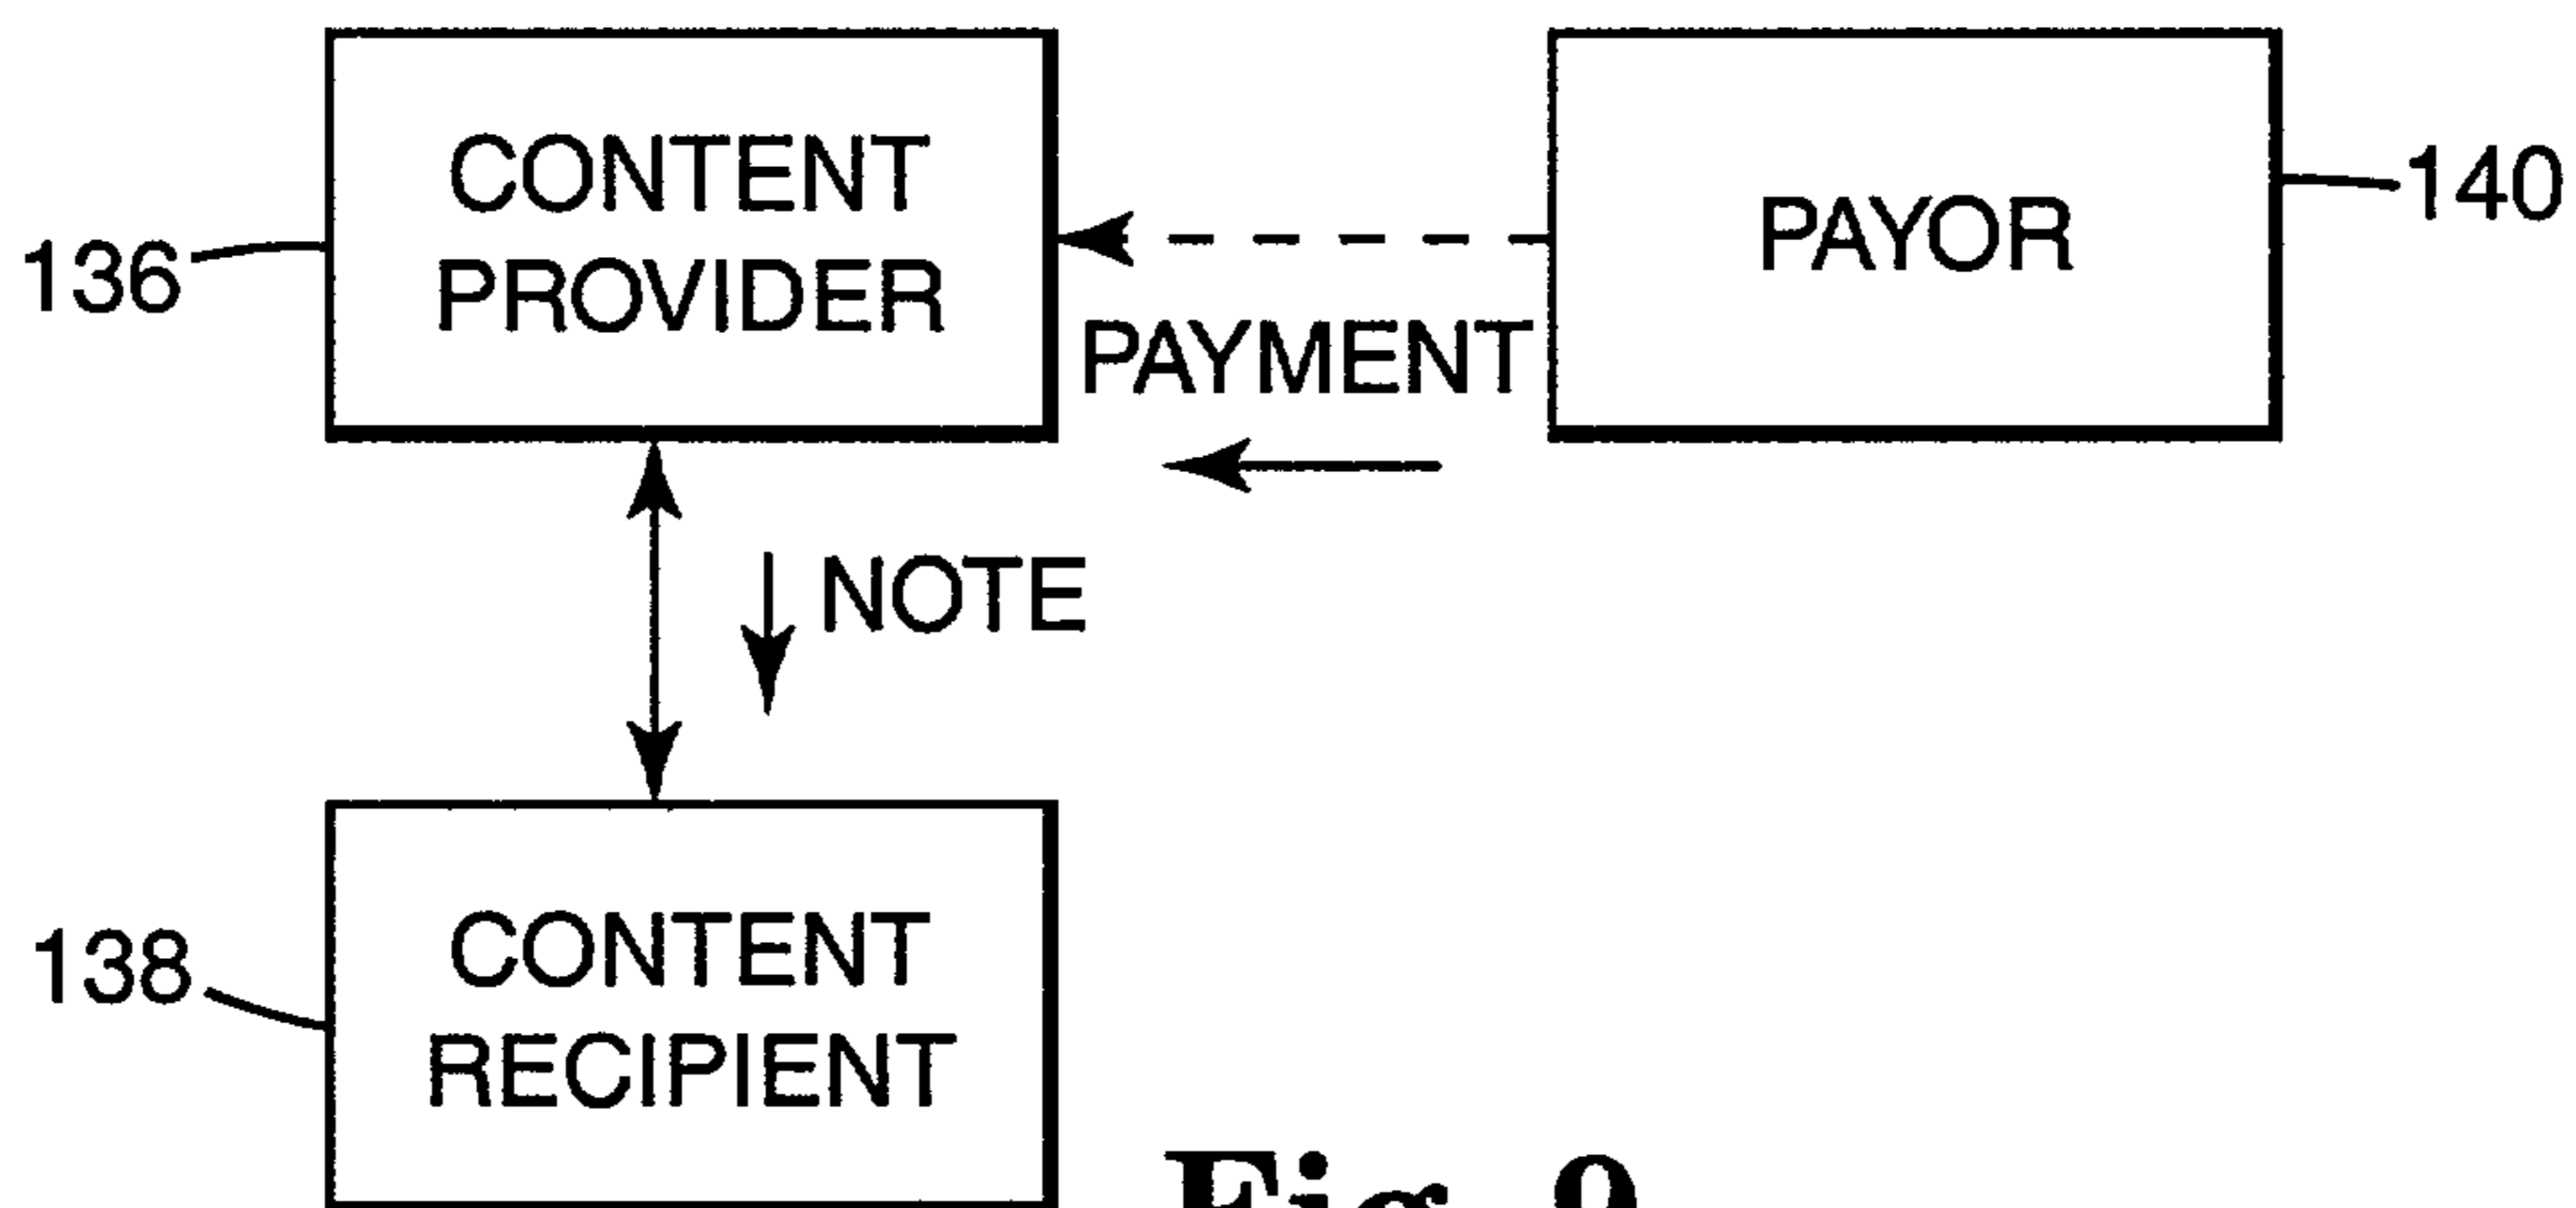 CONTENT
PROVIDER
136
PAYOR
140
PAYMENT
NOTE
CONTENT
RECIPIENT
138